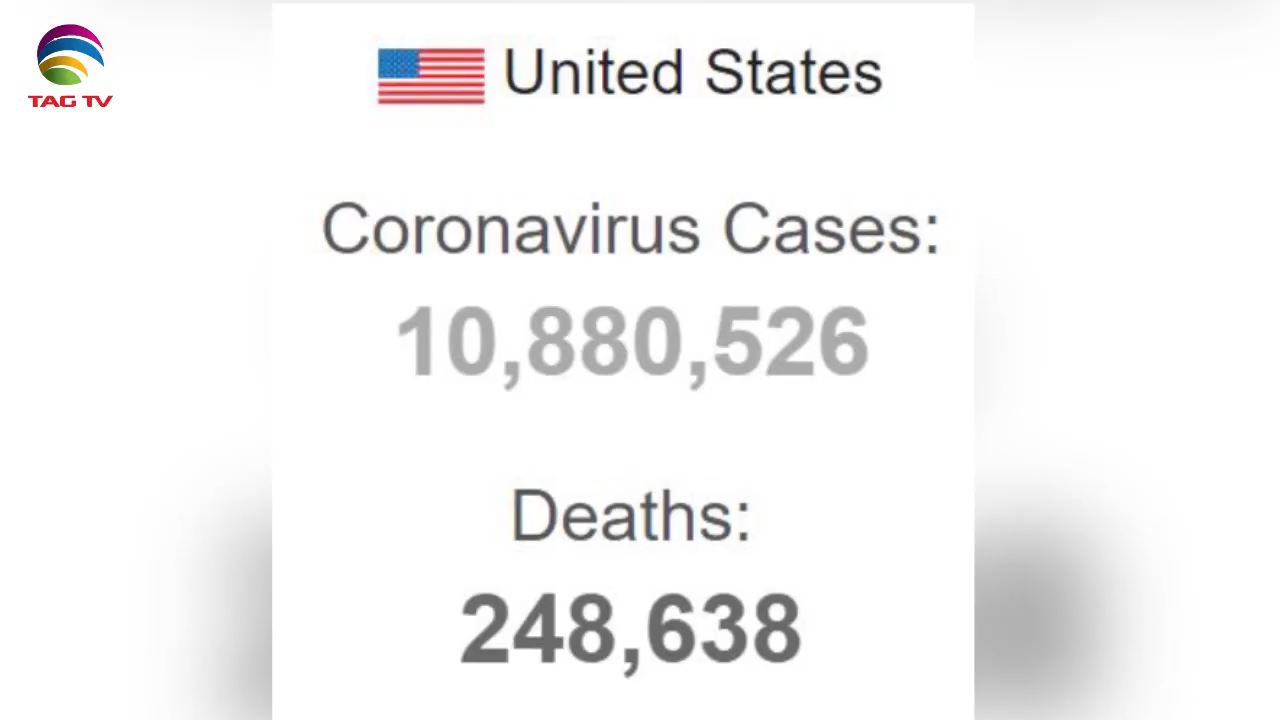 TAG TV
United States
Coronavirus Cases:
10,880,526
Deaths:
248,638